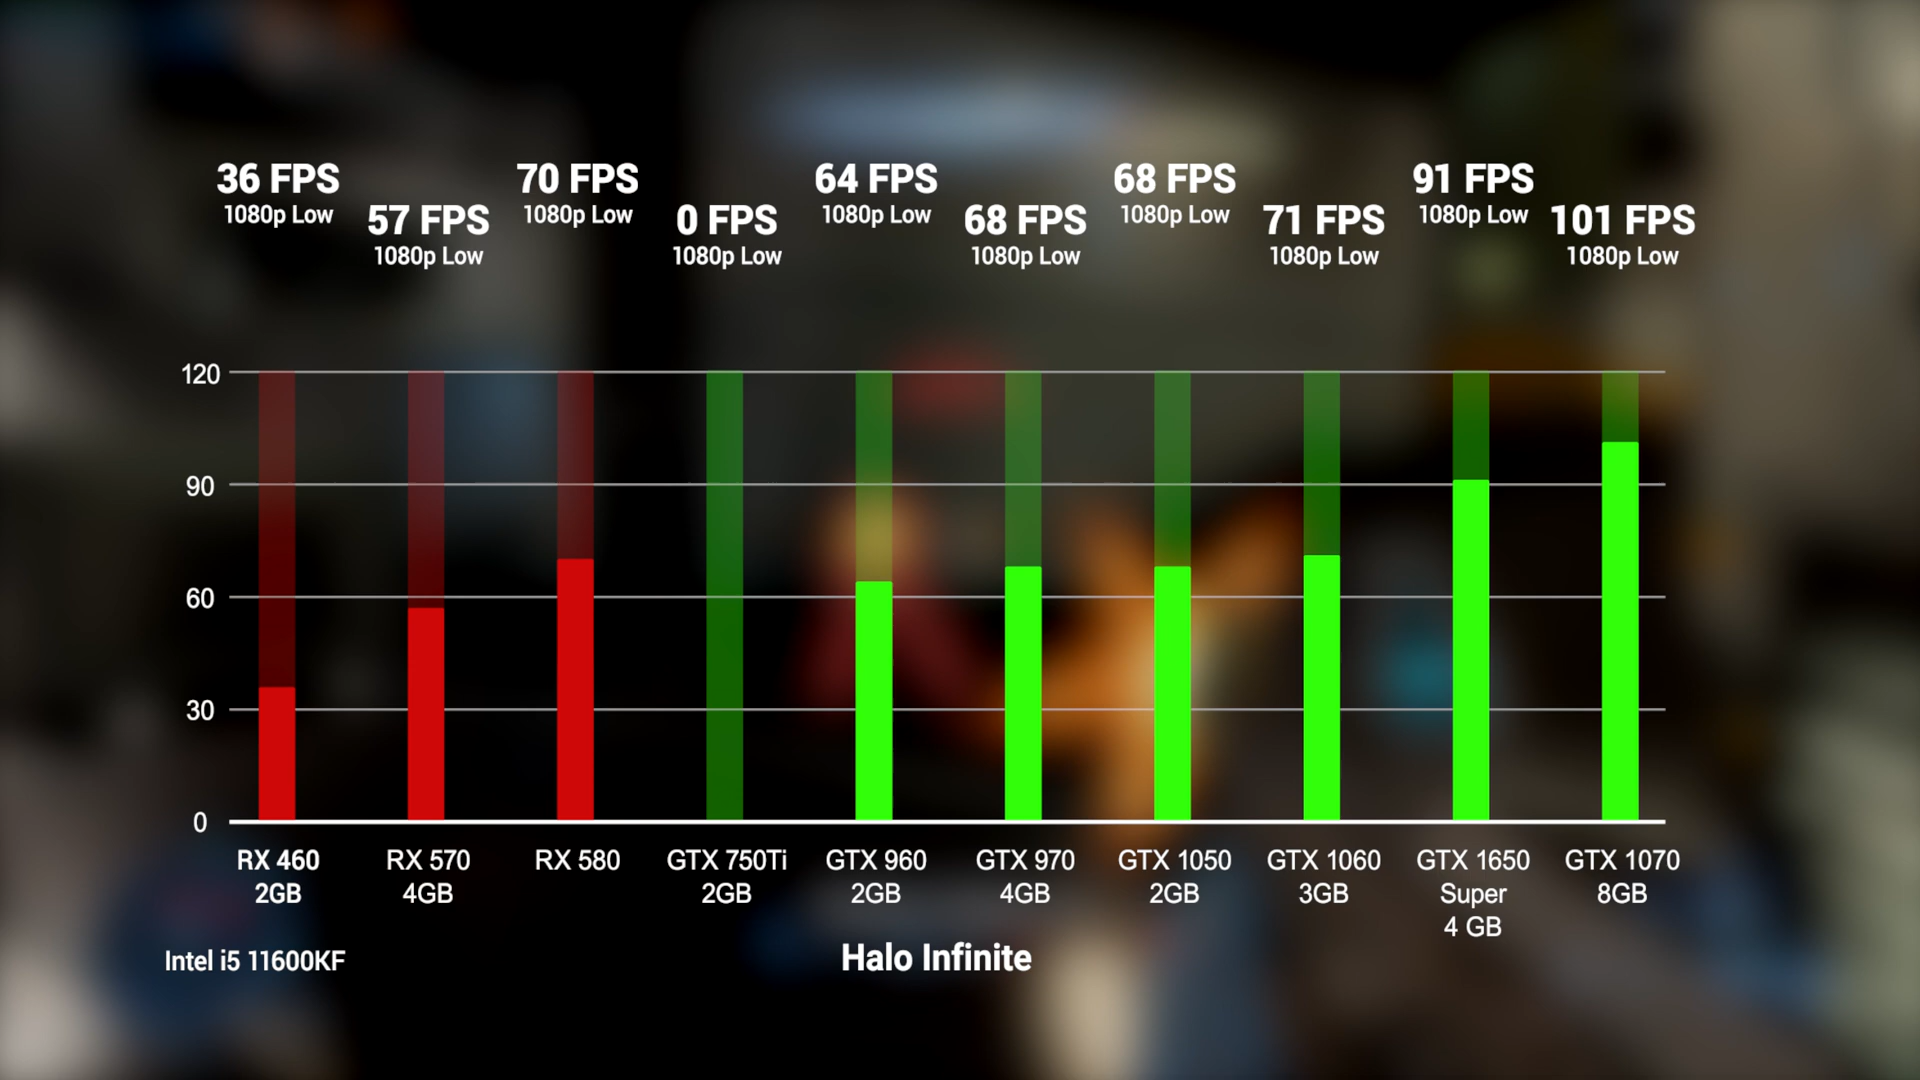 36 FPS
1080p Low
57 FPS
1080p Low
70 FPS
1080p Low
0 FPS
1080p Low
64 FPS
1080p Low
68 FPS
1080p Low
68 FPS
1080p Low
71 FPS
1080p Low
91 FPS
1080p Low
101 FPS
1080p Low
120
90
60
30
0
RX 460
2GB
RX 570
4GB
RX 580
GTX 750Ti
2GB
GTX 960
2GB
GTX 970
4GB
GTX 1050
2GB
GTX 1060
3GB
GTX 1650
Super
4 GB
GTX 1070
8GB
Intel i5 11600KF
Halo Infinite